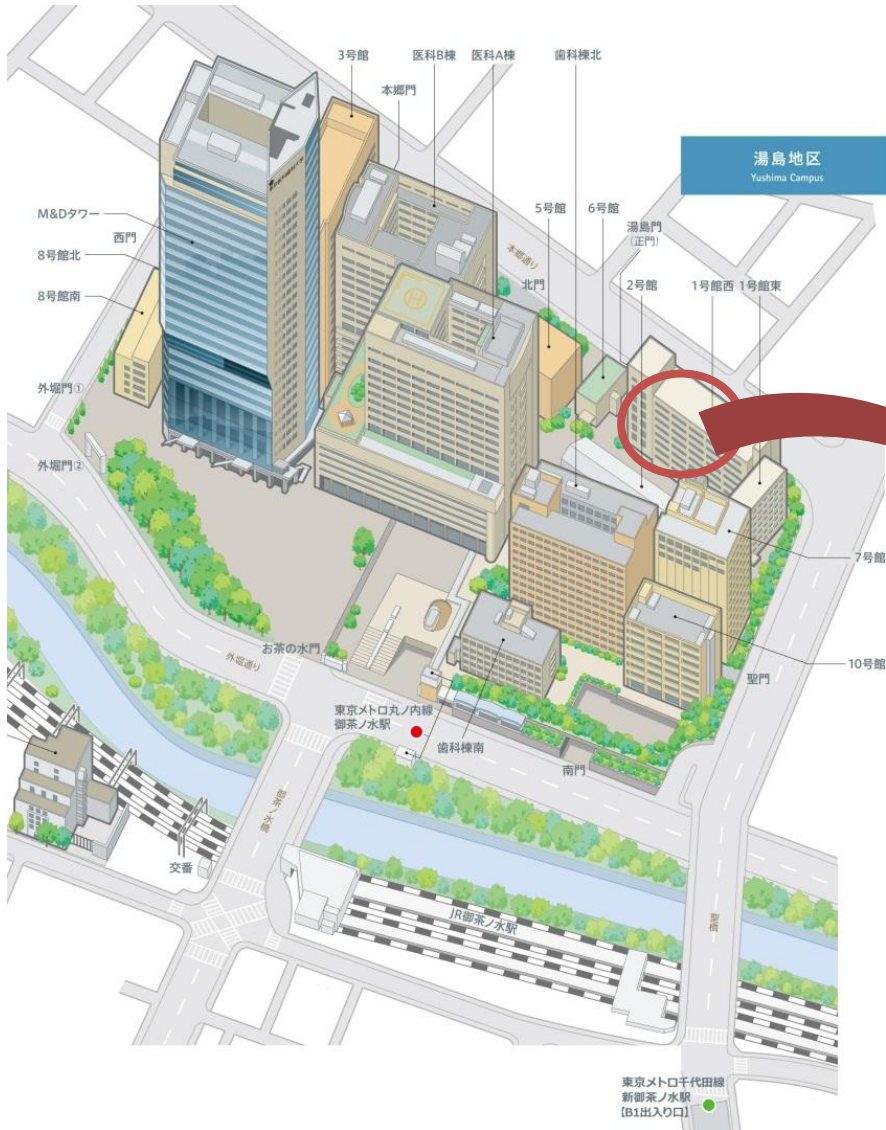 3号館
医科B棟
医科A棟
歯科棟北
本郷門
湯島地区
Yushima Campus
M&Dタワー
西門
5号館
6号館
湯島門
(正門)
本郷通り
8号館北
北門
2号館
1号館西
1号館東
8号館南
外堀門①
外堀門②
7号館
お茶の水門
外堀通り
10号館
聖門
東京メトロ丸ノ内線
御茶ノ水駅
歯科棟南
南門
御茶ノ水橋
交番
JR御茶ノ水駅
聖橋
東京メトロ千代田線
新御茶ノ水駅
【B1出入り口】